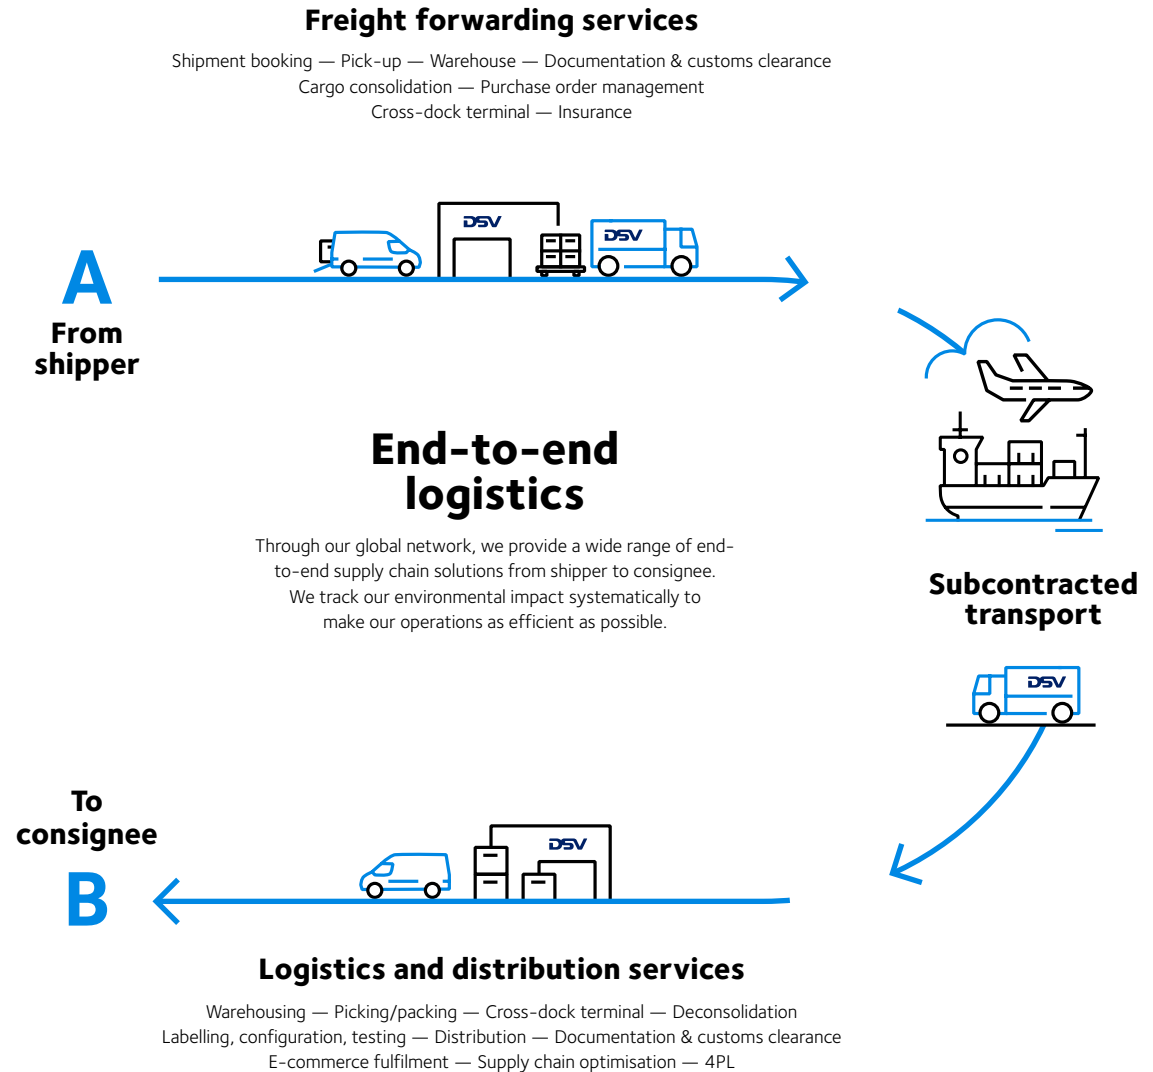 Freight forwarding services
Shipment booking — Pick-up — Warehouse — Documentation & customs clearance
Cargo consolidation — Purchase order management
Cross-dock terminal — Insurance
DSV
DSV
A
From
shipper
End-to-end
logistics
Through our global network, we provide a wide range of end-
to-end supply chain solutions from shipper to consignee.
We track our environmental impact systematically to
make our operations as efficient as possible.
Subcontracted
transport
DSV
To
consignee
B
DSV
Logistics and distribution services
Warehousing — Picking/packing — Cross-dock terminal — Deconsolidation
Labelling, configuration, testing — Distribution — Documentation & customs clearance
E-commerce fulfilment — Supply chain optimisation — 4PL